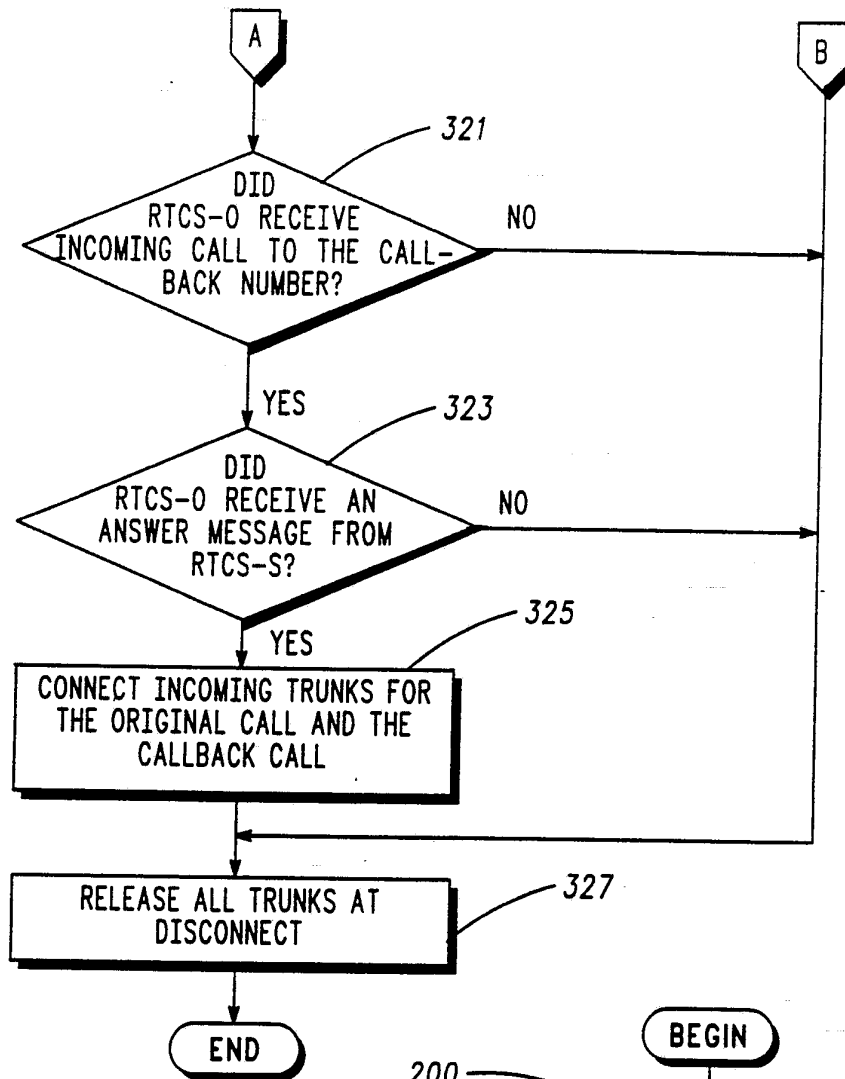 A
B
321
DID
RTCS-O RECEIVE
INCOMING CALL TO THE CALL-
BACK NUMBER?
NO
YES
323
DID
RTCS-O RECEIVE AN
ANSWER MESSAGE FROM
RTCS-S?
NO
YES
325
CONNECT INCOMING TRUNKS FOR
THE ORIGINAL CALL AND THE
CALLBACK CALL
RELEASE ALL TRUNKS AT
DISCONNECT
327
END
BEGIN
200